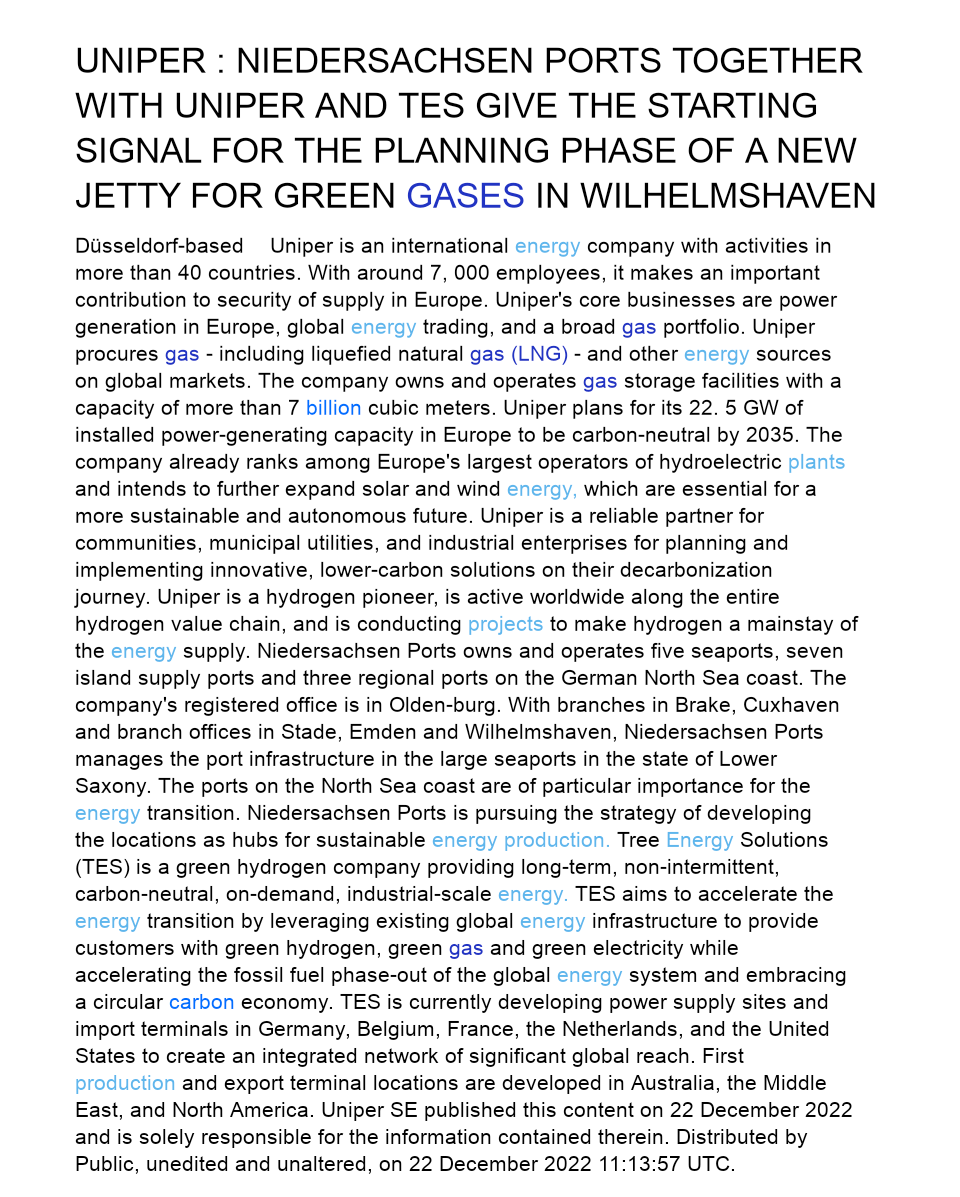 UNIPER : NIEDERSACHSEN PORTS TOGETHER
WITH UNIPER AND TES GIVE THE STARTING
SIGNAL FOR THE PLANNING PHASE OF A NEW
JETTY FOR GREEN GASES IN WILHELMSHAVEN
Düsseldorf-based Uniper is an international energy company with activities in
more than 40 countries. With around 7, 000 employees, it makes an important
contribution to security of supply in Europe. Uniper's core businesses are power
generation in Europe, global energy trading, and a broad gas portfolio. Uniper
procures gas - including liquefied natural gas (LNG) - and other energy sources
on global markets. The company owns and operates gas storage facilities with a
capacity of more than 7 billion cubic meters. Uniper plans for its 22. 5 GW of
installed power-generating capacity in Europe to be carbon-neutral by 2035. The
company already ranks among Europe's largest operators of hydroelectric plants
and intends to further expand solar and wind energy, which are essential for a
more sustainable and autonomous future. Uniper is a reliable partner for
communities, municipal utilities, and industrial enterprises for planning and
implementing innovative, lower-carbon solutions on their decarbonization
journey. Uniper is a hydrogen pioneer, is active worldwide along the entire
hydrogen value chain, and is conducting projects to make hydrogen a mainstay of
the energy supply. Niedersachsen Ports owns and operates five seaports, seven
island supply ports and three regional ports on the German North Sea coast. The
company's registered office is in Olden-burg. With branches in Brake, Cuxhaven
and branch offices in Stade, Emden and Wilhelmshaven, Niedersachsen Ports
manages the port infrastructure in the large seaports in the state of Lower
Saxony. The ports on the North Sea coast are of particular importance for the
energy transition. Niedersachsen Ports is pursuing the strategy of developing
the locations as hubs for sustainable energy production. Tree Energy Solutions
(TES) is a green hydrogen company providing long-term, non-intermittent,
carbon-neutral, on-demand, industrial-scale energy. TES aims to accelerate the
energy transition by leveraging existing global energy infrastructure to provide
customers with green hydrogen, green gas and green electricity while
accelerating the fossil fuel phase-out of the global energy system and embracing
a circular carbon economy. TES is currently developing power supply sites and
import terminals in Germany, Belgium, France, the Netherlands, and the United
States to create an integrated network of significant global reach. First
production and export terminal locations are developed in Australia, the Middle
East, and North America. Uniper SE published this content on 22 December 2022
and is solely responsible for the information contained therein. Distributed by
Public, unedited and unaltered, on 22 December 2022 11:13:57 UTC.